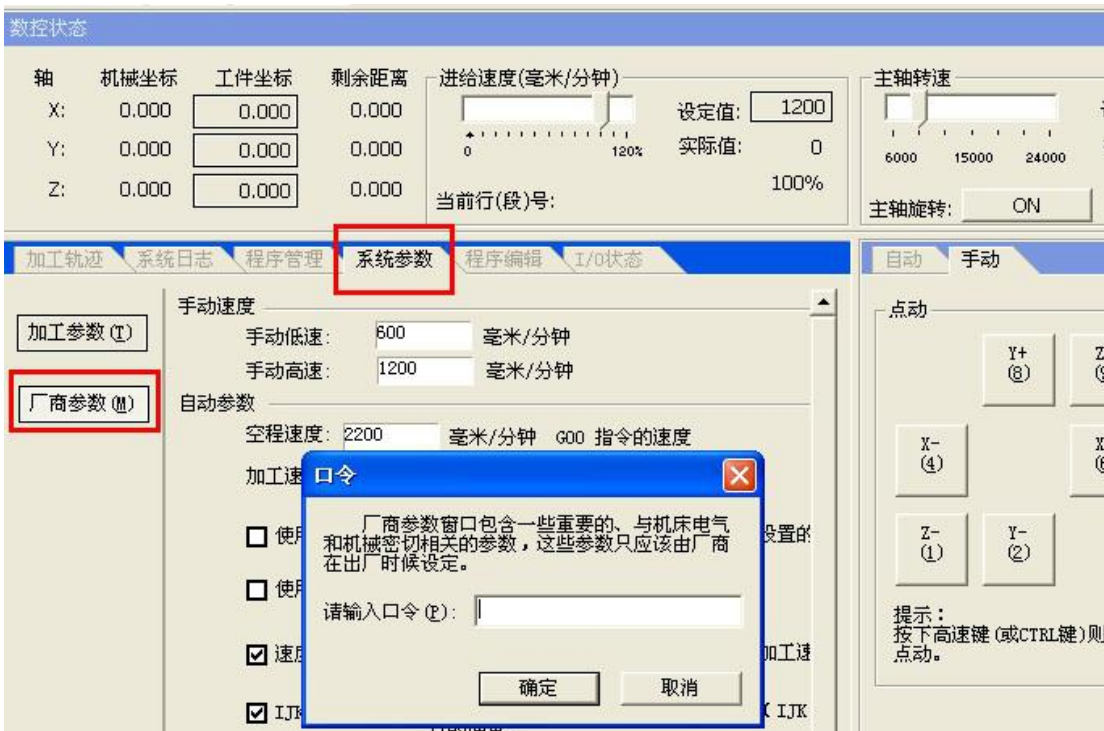 数控状态
轴 机械坐标 工件坐标 剩余距离 进给速度(毫米/分钟) 主轴转速
X: 0.000 0.000 0.000 设定值: 1200
Y: 0.000 0.000 0.000 0 120% 实际值: 0 6000 15000 24000
Z: 0.000 0.000 0.000 100%
当前行(段)号: 主轴旋转: ON
加工轨迹 系统日志 程序管理 系统参数 程序编辑 I/O状态 自动 手动
手动速度 点动
加工参数(T) 手动低速: 600 毫米/分钟
手动高速: 1200 毫米/分钟 Y+ (8)
厂商参数(M) 自动参数
空程速度: 2200 毫米/分钟 G00 指令的速度
加工速 口令 X- (4)
厂商参数窗口包含一些重要的、与机床电气
使 和机械密切相关的参数，这些参数只应该由厂商 设置的
在出厂时候设定。 Z- (1) Y- (2)
使
请输入口令(P): 提示：
按下高速键(或CTRL键)则
速 加工速 点动。
确定 取消
IJK IJK